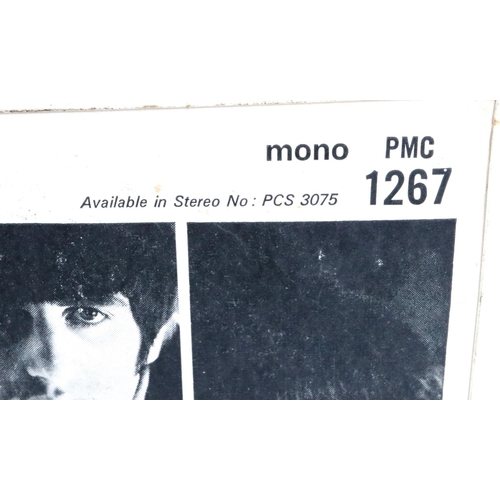 mono PMC
Available in Stereo No: PCS 3075 1267